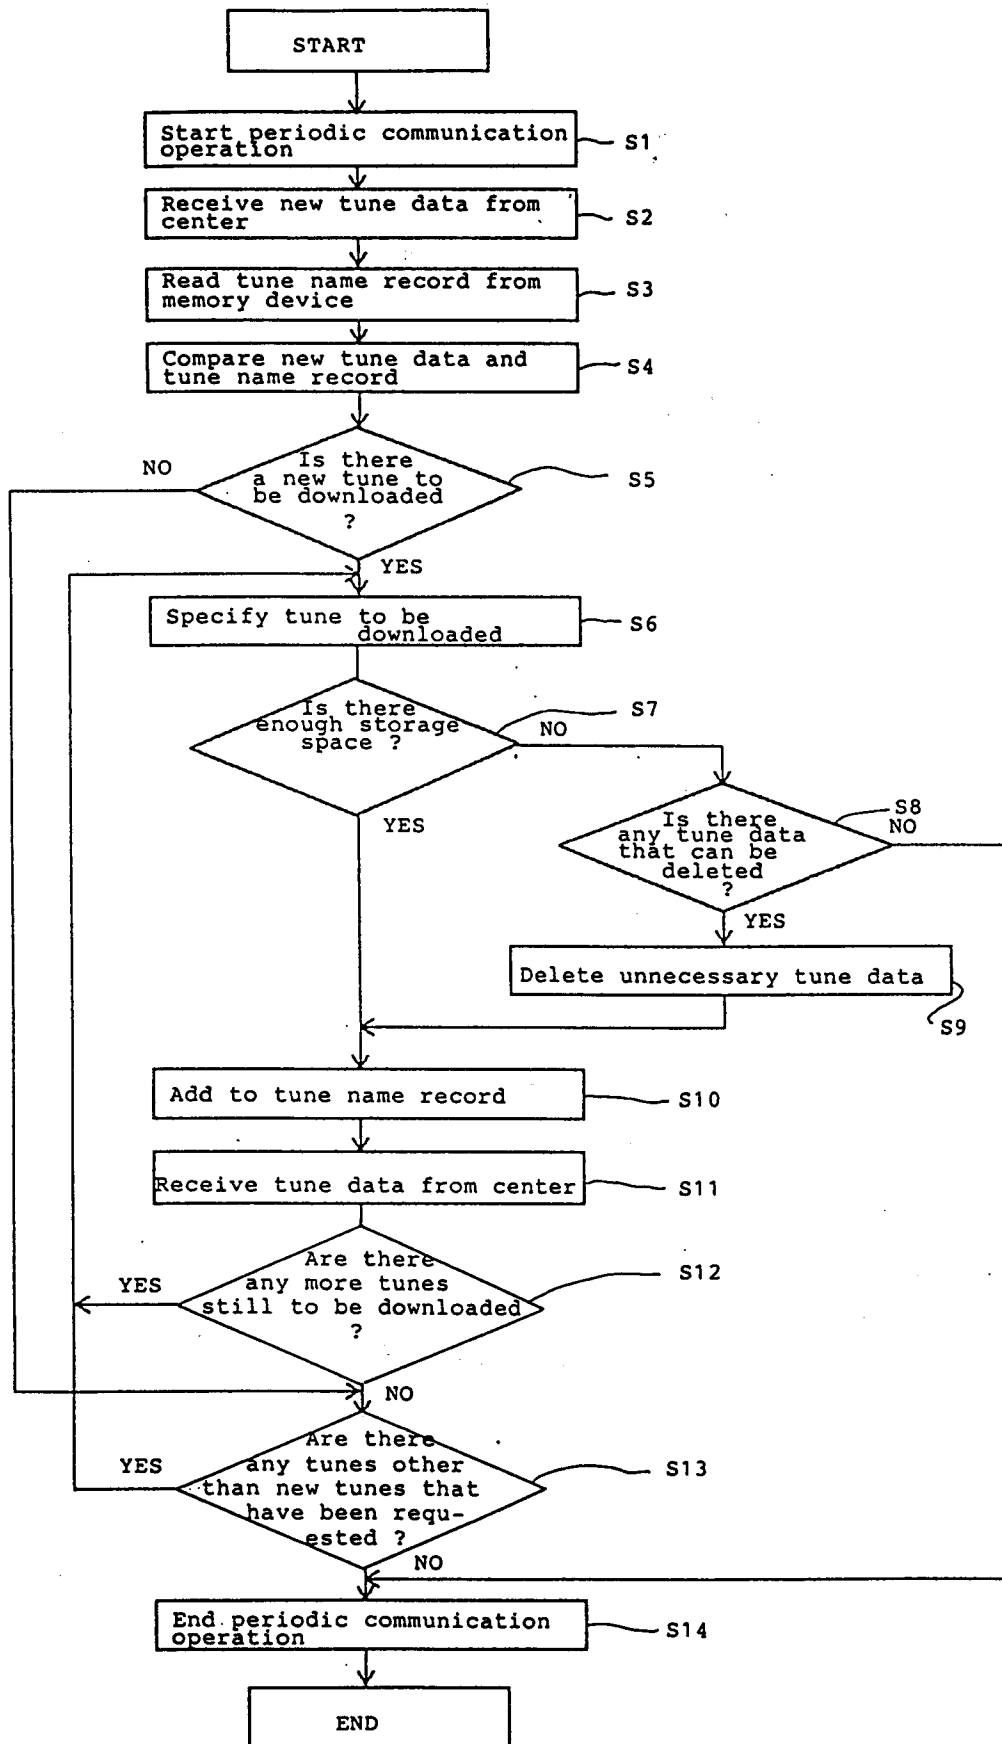 START
Start periodic communication
operation
S1
Receive new tune data from
center
S2
Read tune name record from
memory device
S3
Compare new tune data and
tune name record
S4
Is there
a new tune to
be downloaded
?
S5
NO
YES
Specify tune to be
downloaded
S6
Is there
enough storage
space ?
S7
NO
YES
Is there
any tune data
that can be
deleted
?
S8
NO
YES
Delete unnecessary tune data
S9
Add to tune name record
S10
Receive tune data from center
S11
Are there
any more tunes
still to be downloaded
?
S12
YES
NO
Are there
any tunes other
than new tunes that
have been requ-
ested ?
S13
YES
NO
End periodic communication
operation
S14
END